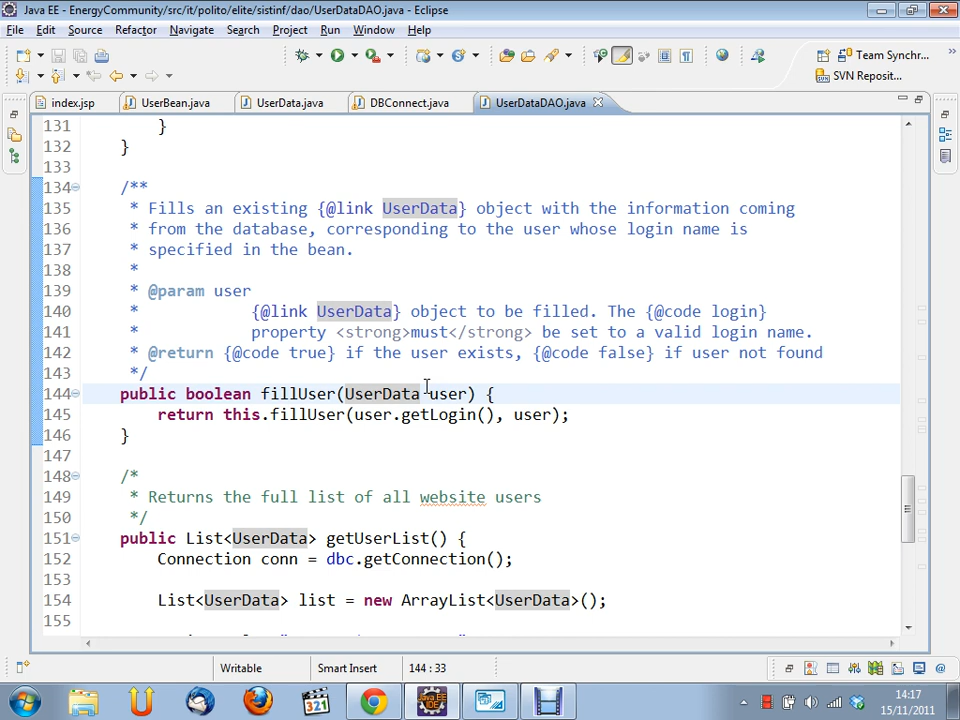 Java EE - EnergyCommunity/src/it/polito/elite/sistinf/dao/UserDataDAO.java - Eclipse
File Edit Source Refactor Navigate Search Project Run Window Help
Team Synchr...
SVN Reposit...
index.jsp UserBean.java UserData.java DBConnect.java UserDataDAO.java
131 }
132 }
133
134 /**
135 * Fills an existing {@link UserData} object with the information coming
136 * from the database, corresponding to the user whose login name is
137 * specified in the bean.
138 *
139 * @param user
140 * {@link UserData} object to be filled. The {@code login}
141 * property <strong>must</strong> be set to a valid login name.
142 * @return {@code true} if the user exists, {@code false} if user not found
143 */
144 public boolean fillUser(UserData user) {
145 return this.fillUser(user.getLogin(), user);
146 }
147
148 /*
149 * Returns the full list of all website users
150 */
151 public List<UserData> getUserList() {
152 Connection conn = dbc.getConnection();
153
154 List<UserData> list = new ArrayList<UserData>();
155
Writable Smart Insert 144 : 33
14:17
15/11/2011